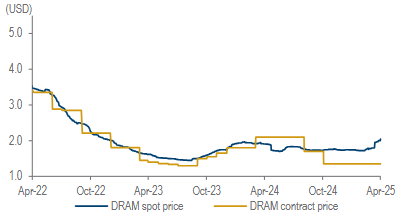 (USD)
5.0
4.0
3.0
2.0
1.0
Apr-22 Oct-22 Apr-23 Oct-23 Apr-24 Oct-24 Apr-25
DRAM spot price DRAM contract price